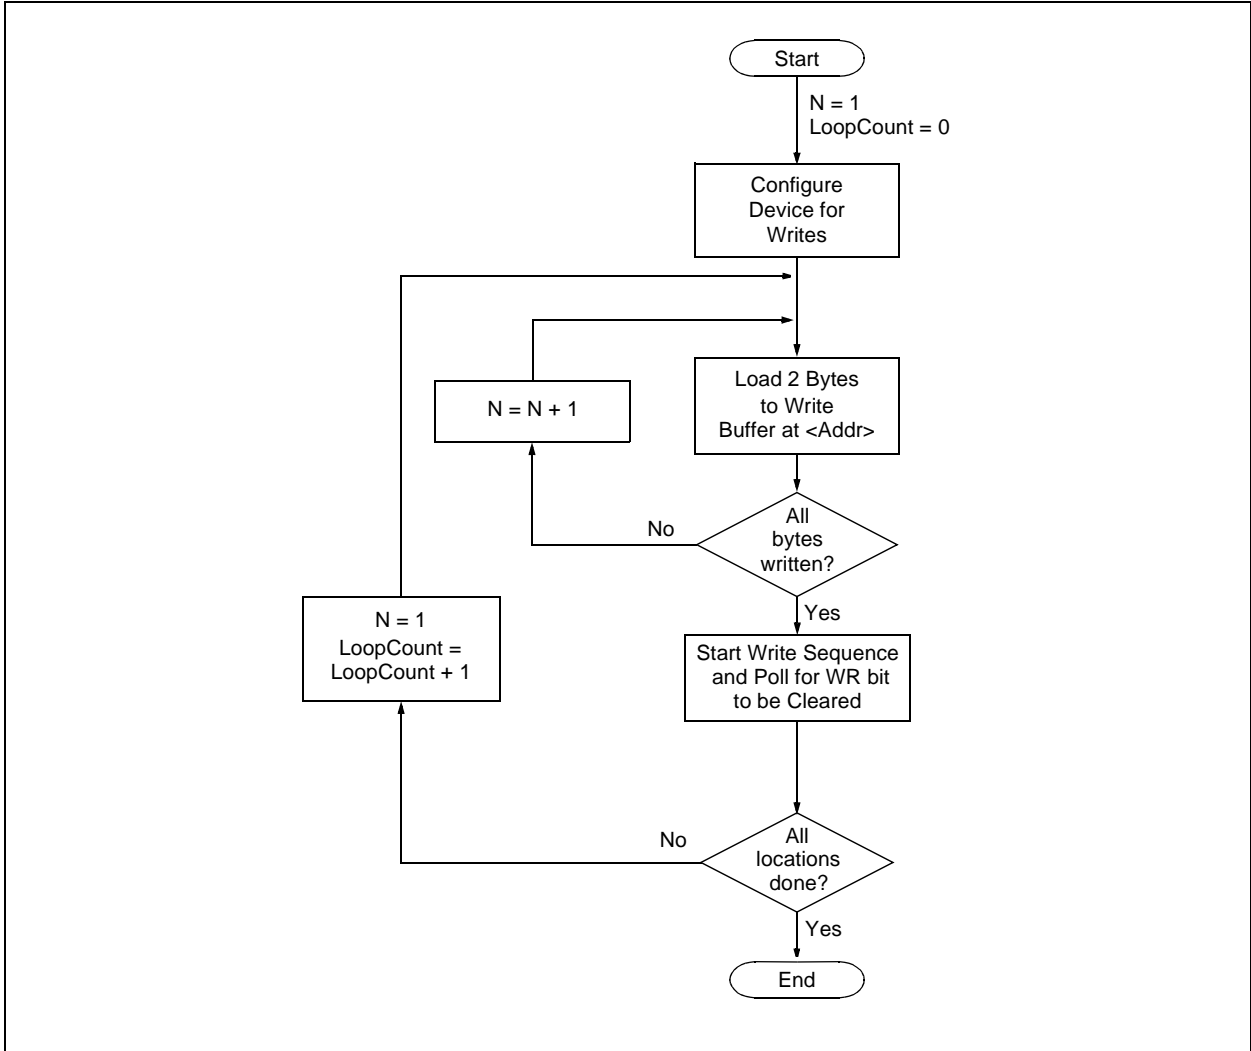 Start
N = 1
LoopCount = 0
Configure
Device for
Writes
Load 2 Bytes
to Write
Buffer at <Addr>
N = N + 1
All
bytes
written?
No
Yes
N = 1
LoopCount =
LoopCount + 1
Start Write Sequence
and Poll for WR bit
to be Cleared
All
locations
done?
No
Yes
End